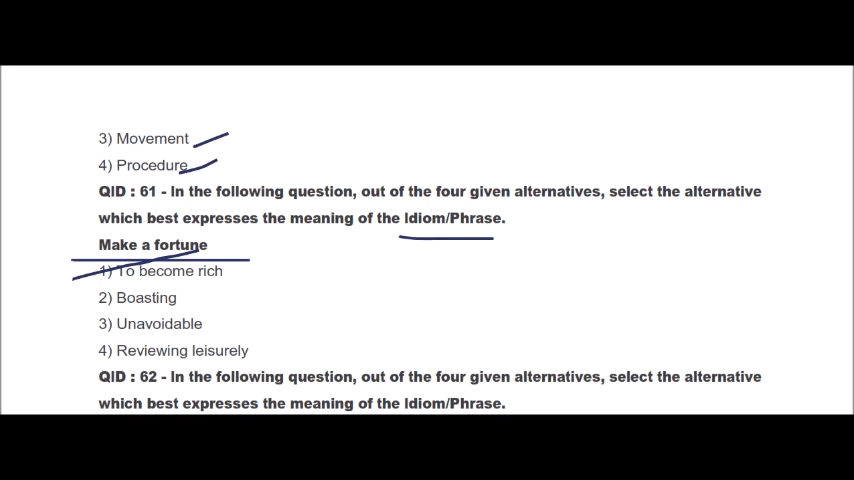 3) Movement
4) Procedure
QID : 61 - In the following question, out of the four given alternatives, select the alternative
which best expresses the meaning of the Idiom/Phrase.
Make a fortune
1) To become rich
2) Boasting
3) Unavoidable
4) Reviewing leisurely
QID : 62 - In the following question, out of the four given alternatives, select the alternative
which best expresses the meaning of the Idiom/Phrase.